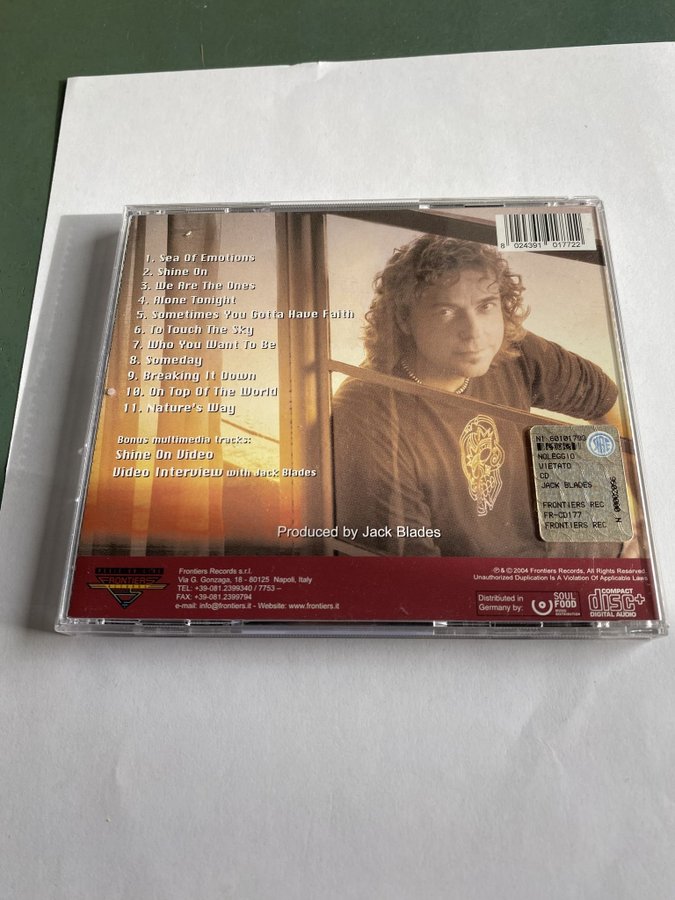 8 024391 017722
1. Sea Of Emotions
2. Shine On
3. We Are The Ones
4. Alone Tonight
5. Sometimes You Gotta Have Faith
6. To Touch The Sky
7. Who You Want To Be
8. Someday
9. Breaking It Down
10. On Top Of The World
11. Nature's Way
Bonus multimedia tracks:
Shine On Video
Video Interview with Jack Blades
NOLEGGIO
VIETATO
CD
JACK BLADES
FRONTIERS REC
FR-CD177
FRONTIERS REC
SIAE
Produced by Jack Blades
FRONTIERS
RECORDS
Frontiers Records s.r.l.
Via G. Gonzaga, 18 - 80125 Napoli, Italy
TEL: +39-081.2399340 / 7753 –
FAX: +39-081.2399794
e-mail: info@frontiers.it - Website: www.frontiers.it
℗ & © 2004 Frontiers Records, All Rights Reserved.
Unauthorized Duplication Is A Violation Of Applicable Laws
Distributed in
Germany by:
SOUL
FOOD
MUSIC
DISTRIBUTION
COMPACT
disc+
DIGITAL AUDIO